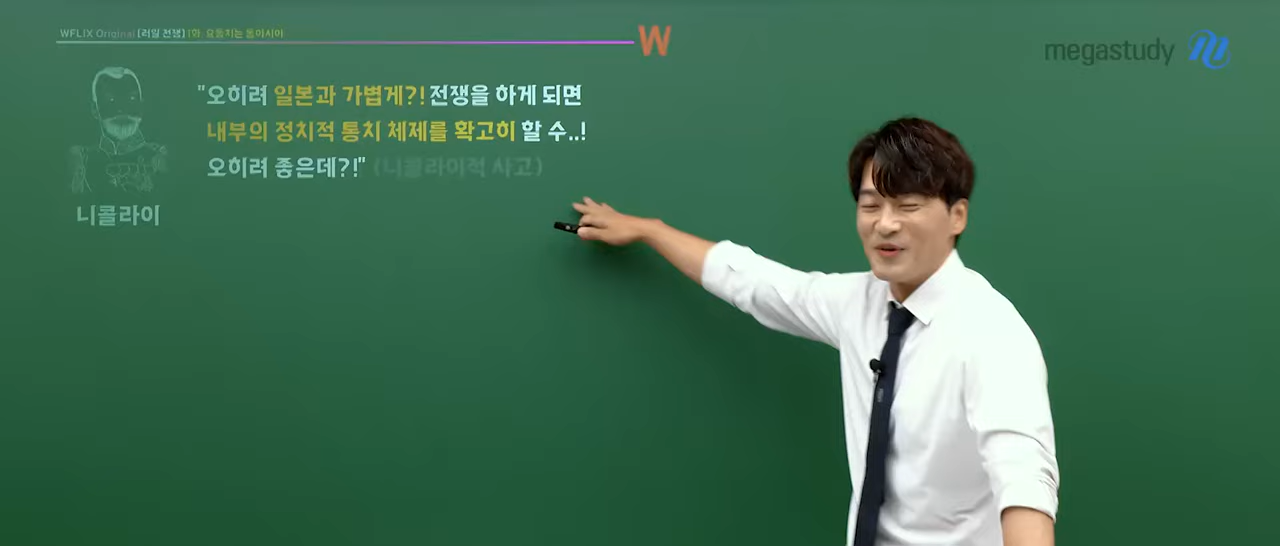 WFLIX Original [러일 전쟁] 1화. 요동치는 동아시아
W
megastudy
"오히려 일본과 가볍게?! 전쟁을 하게 되면
내부의 정치적 통치 체제를 확고히 할 수..!
오히려 좋은데?!" (니콜라이적 사고)
니콜라이